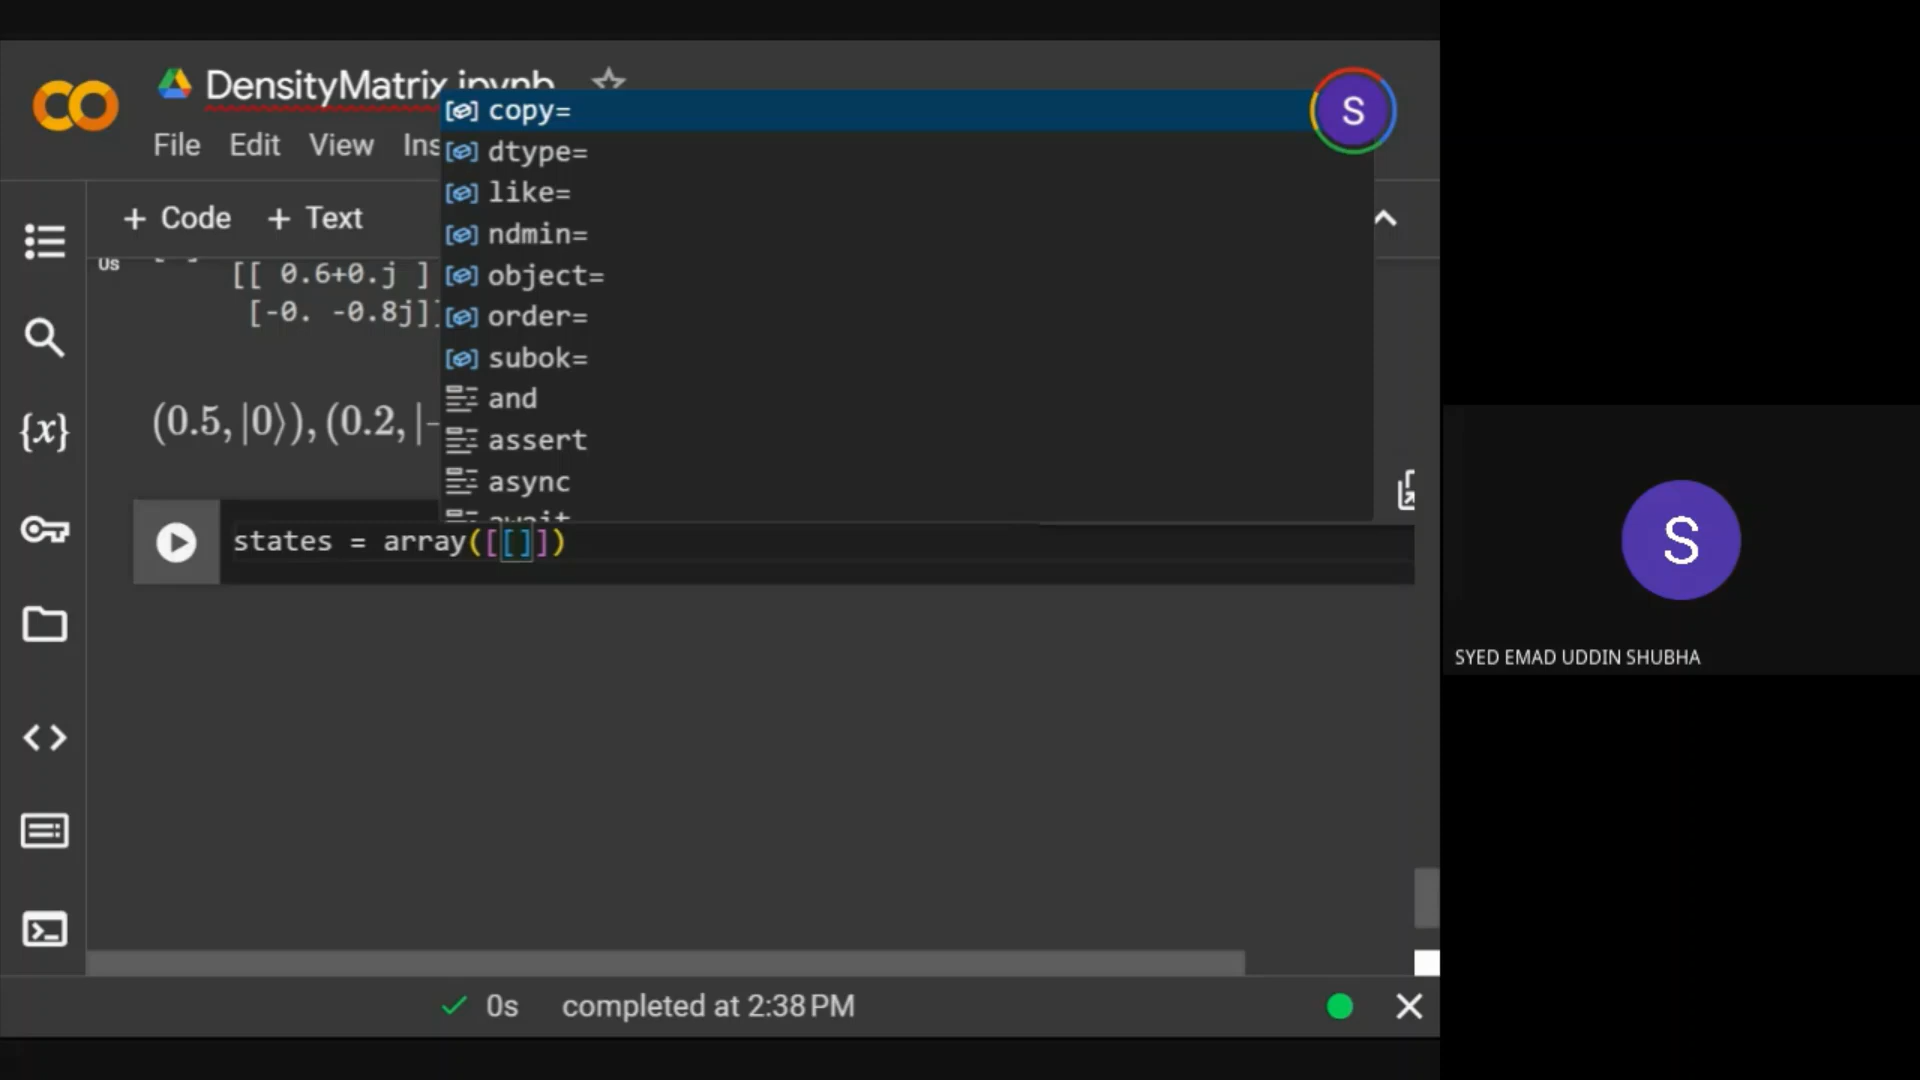 DensityMatrix.ipynb
File Edit View Ins
+ Code + Text
0s
[[ 0.6+0.j ]
[-0. -0.8j]]
(0.5, |0⟩), (0.2, |-
copy=
dtype=
like=
ndmin=
object=
order=
subok=
and
assert
async
await
states = array([[]])
S
{x}
S
SYED EMAD UDDIN SHUBHA
0s completed at 2:38 PM